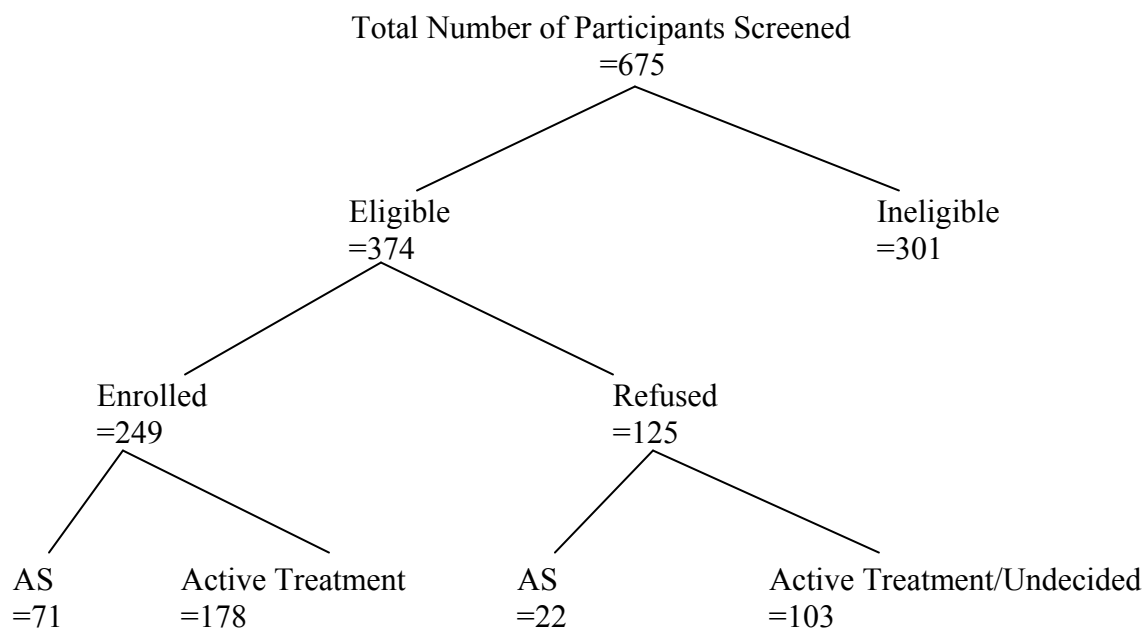 Total Number of Participants Screened
=675
Eligible
=374
Ineligible
=301
Enrolled
=249
Refused
=125
AS
=71
Active Treatment
=178
AS
=22
Active Treatment/Undecided
=103